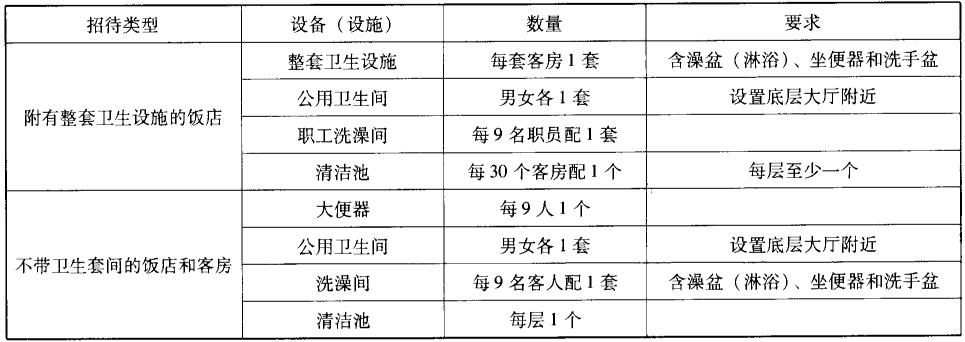 招待类型 设备（设施） 数量 要求
附有整套卫生设施的饭店 整套卫生设施 每套客房1套 含澡盆（淋浴）、坐便器和洗手盆
公用卫生间 男女各1套 设置底层大厅附近
职工洗澡间 每9名职员配1套
清洁池 每30个客房配1个 每层至少一个
不带卫生套间的饭店和客房 大便器 每9人1个
公用卫生间 男女各1套 设置底层大厅附近
洗澡间 每9名客人配1套 含澡盆（淋浴）、坐便器和洗手盆
清洁池 每层1个